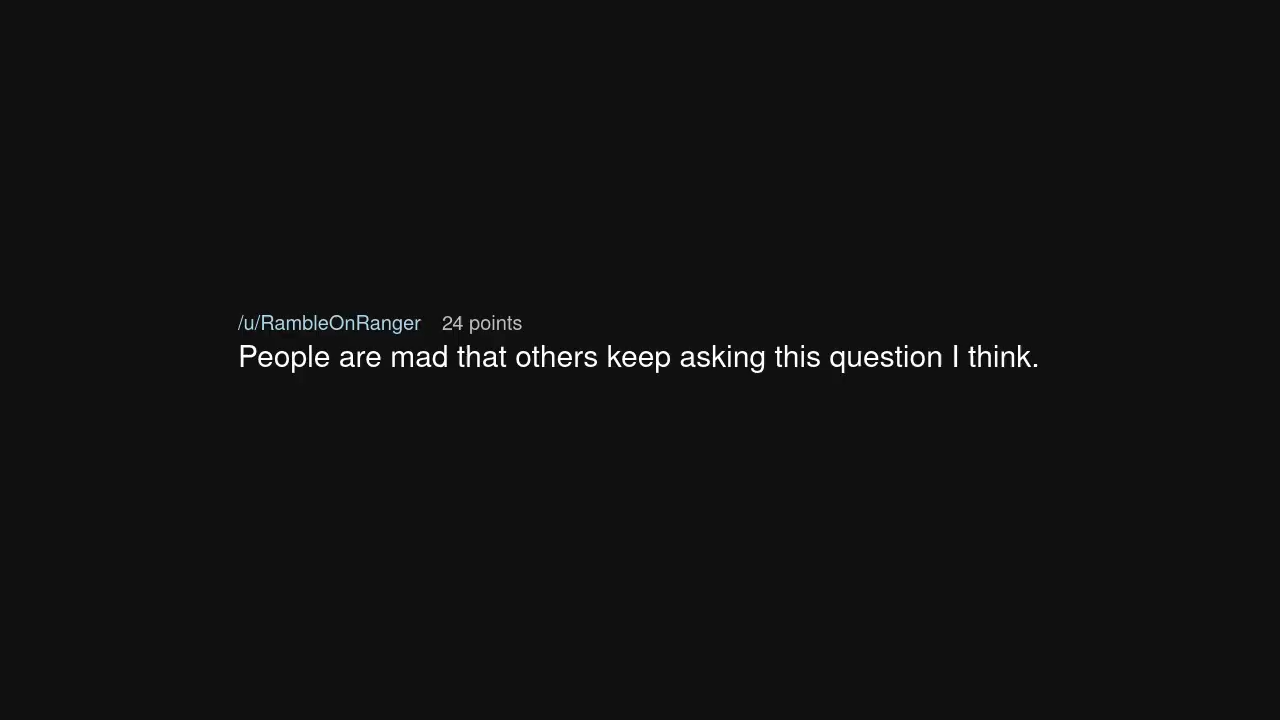 /u/RambleOnRanger 24 points
People are mad that others keep asking this question I think.